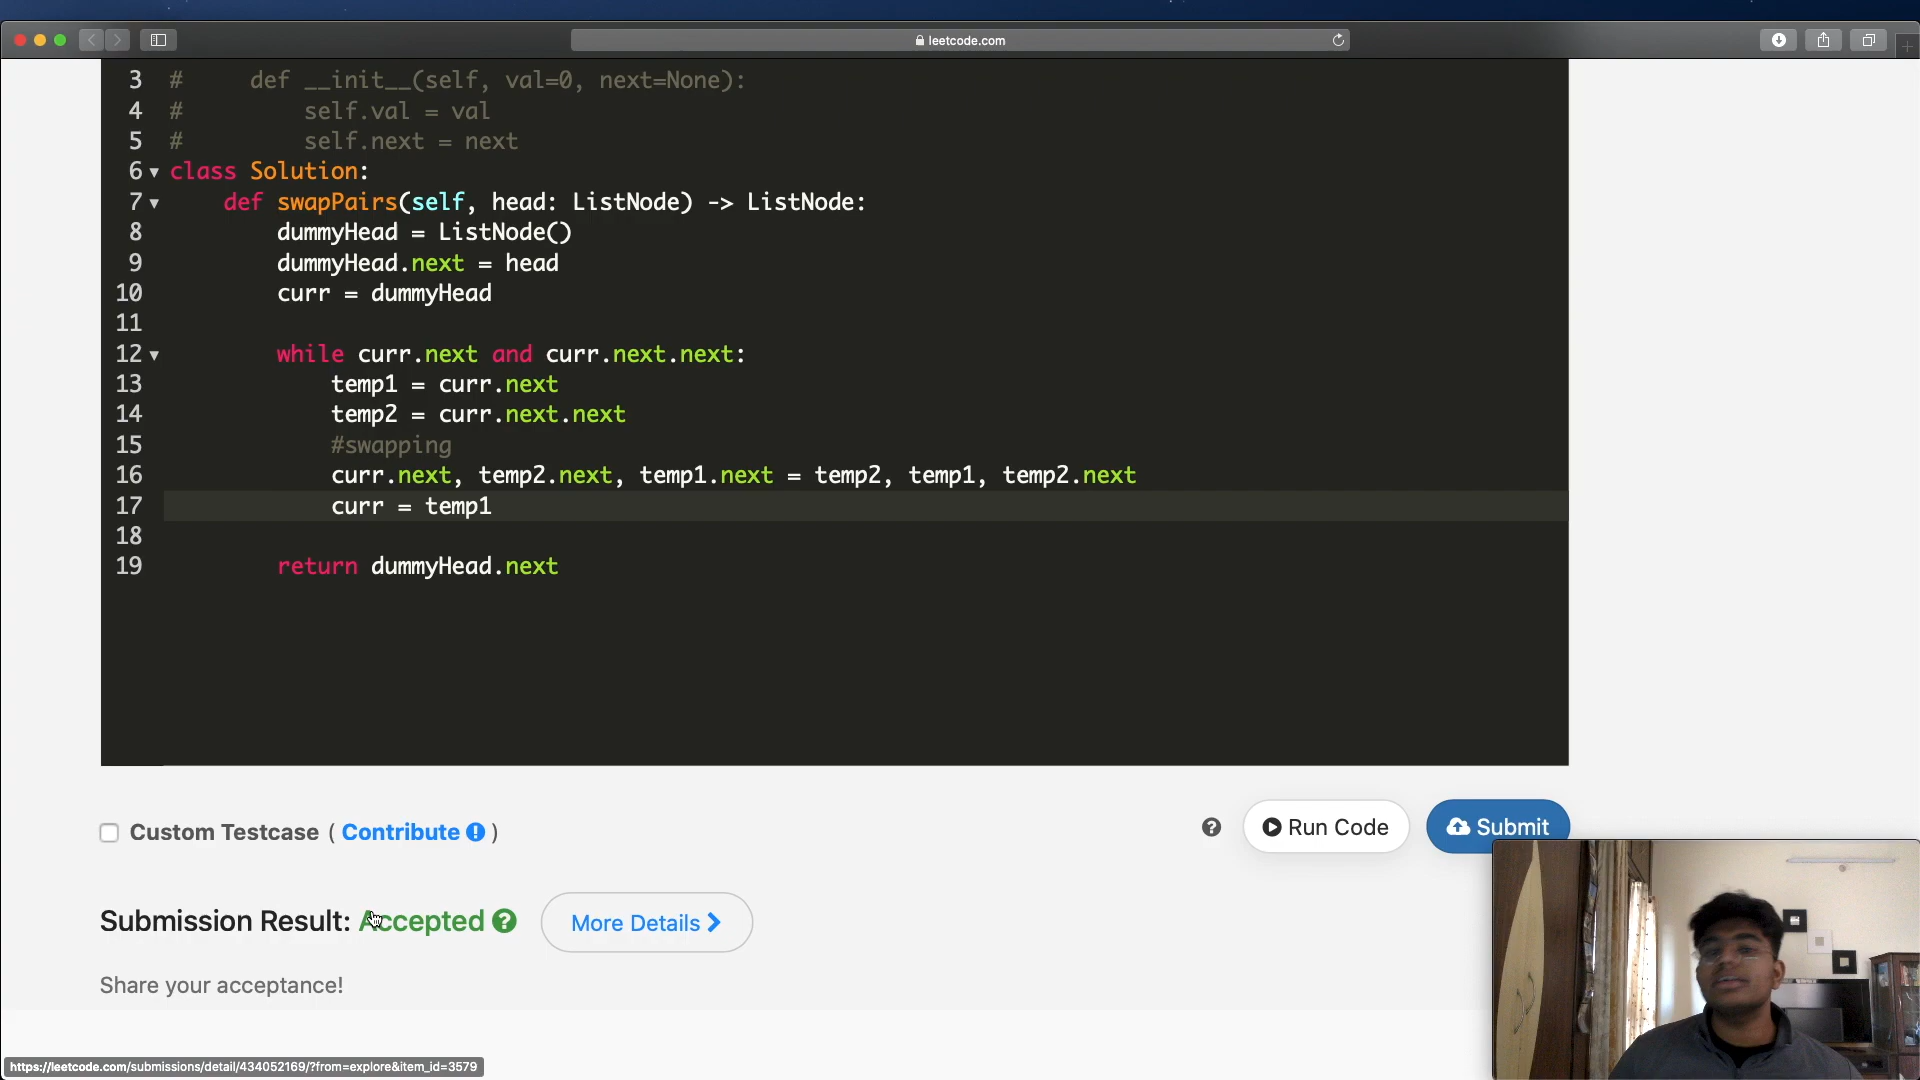 leetcode.com
3 #     def __init__(self, val=0, next=None):
4 #         self.val = val
5 #         self.next = next
6 class Solution:
7     def swapPairs(self, head: ListNode) -> ListNode:
8         dummyHead = ListNode()
9         dummyHead.next = head
10         curr = dummyHead
11
12         while curr.next and curr.next.next:
13             temp1 = curr.next
14             temp2 = curr.next.next
15             #swapping
16             curr.next, temp2.next, temp1.next = temp2, temp1, temp2.next
17             curr = temp1
18
19         return dummyHead.next
Custom Testcase ( Contribute )
Run Code
Submit
Submission Result: Accepted
More Details
Share your acceptance!
https://leetcode.com/submissions/detail/434052169/?from=explore&item_id=3579